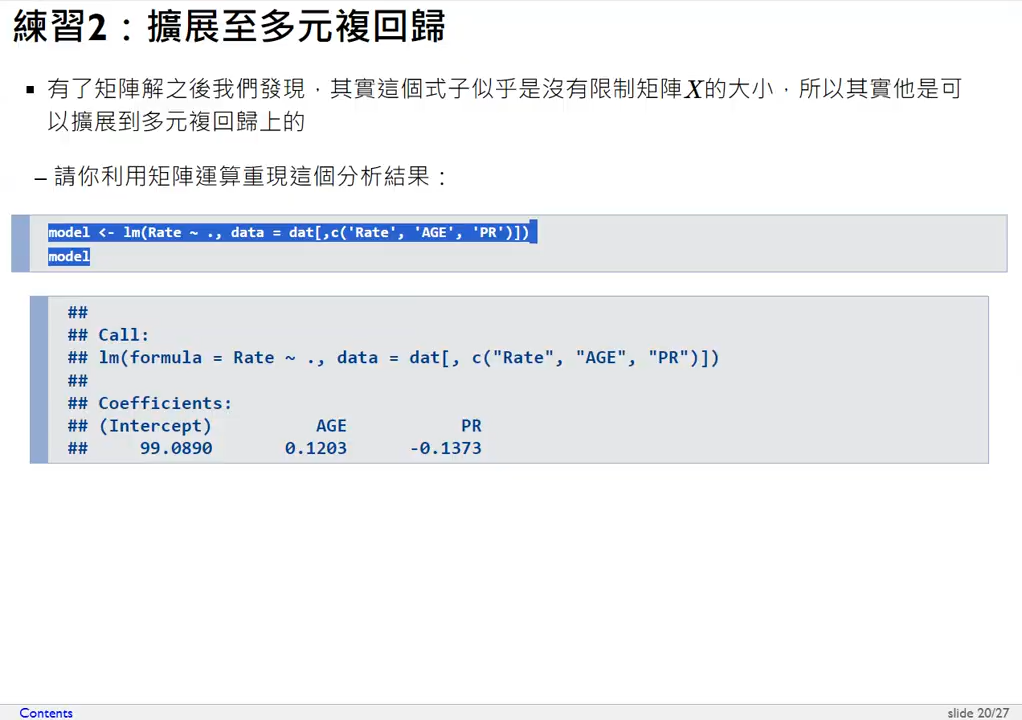 練習2：擴展至多元複回歸
▪ 有了矩陣解之後我們發現，其實這個式子似乎是沒有限制矩陣X的大小，所以其實他是可
以擴展到多元複回歸上的
– 請你利用矩陣運算重現這個分析結果：
model <- lm(Rate ~ ., data = dat[,c('Rate', 'AGE', 'PR')])
model
##
## Call:
## lm(formula = Rate ~ ., data = dat[, c("Rate", "AGE", "PR")])
##
## Coefficients:
## (Intercept)          AGE           PR
##     99.0890       0.1203      -0.1373
Contents
slide 20/27